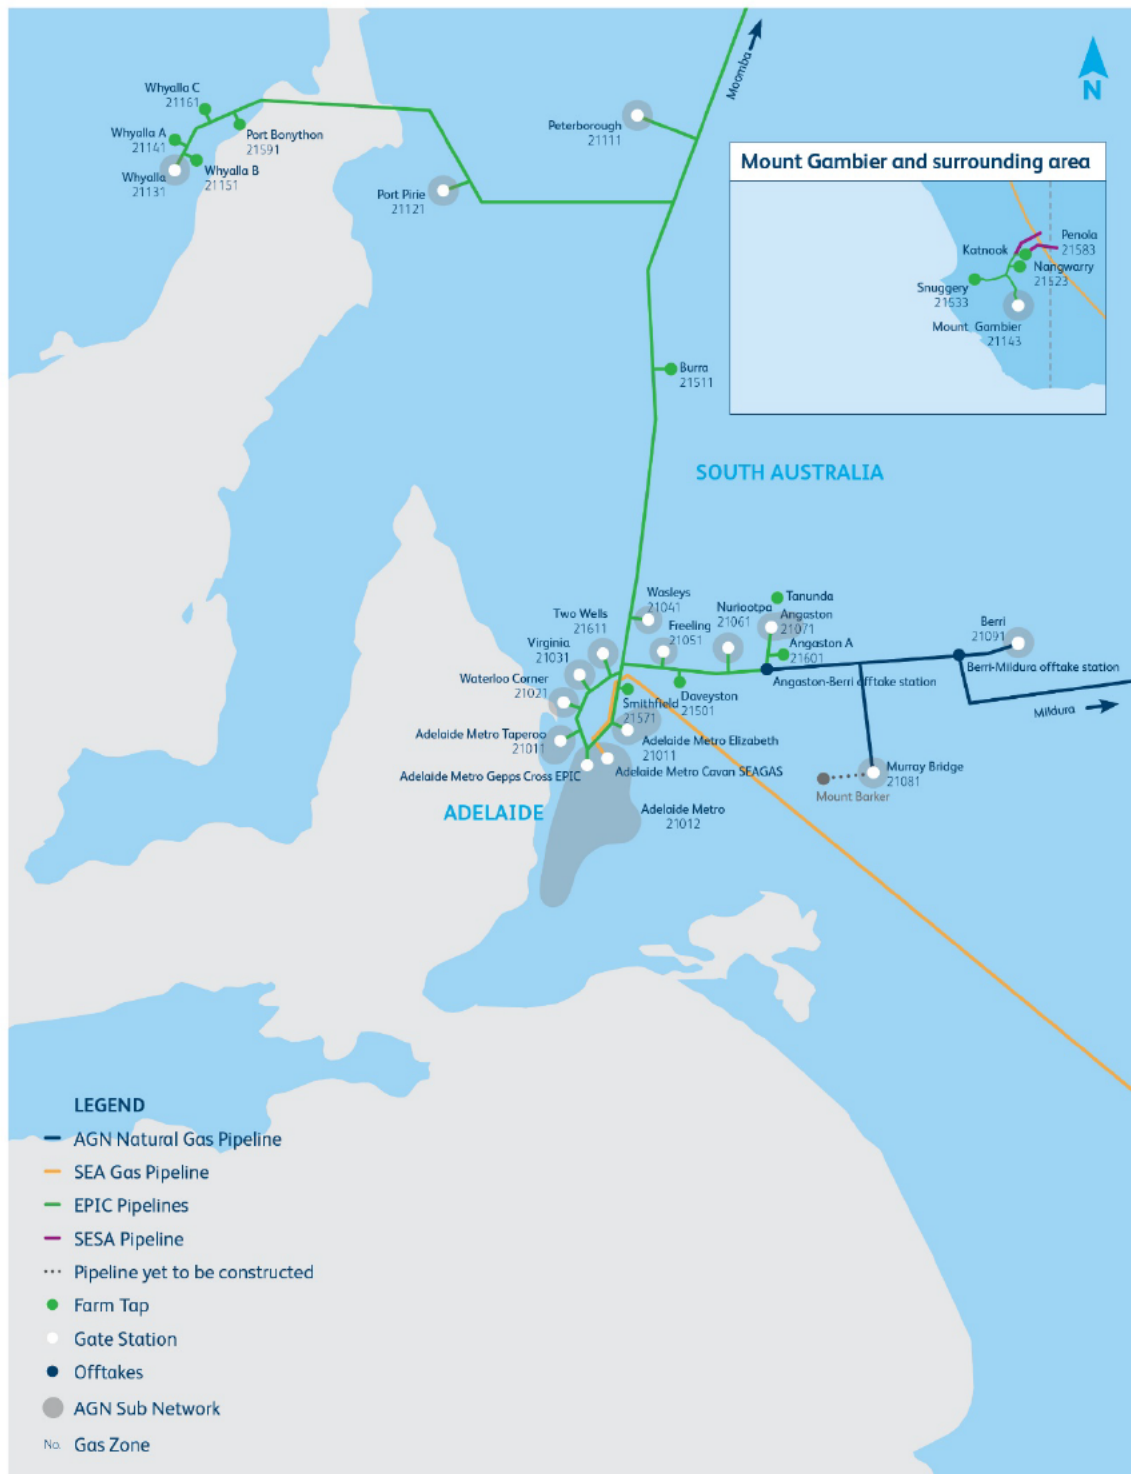 Moomba
N
Whyalla C
21161
Whyalla A
21141
Port Bonython
21591
Whyalla B
21151
Whyalla
21131
Port Pirie
21121
Peterborough
21111
Mount Gambier and surrounding area
Katnook
Penola
21583
Nangwarry
21523
Snuggery
21533
Mount Gambier
21143
Burra
21511
SOUTH AUSTRALIA
Wasleys
21041
Two Wells
21611
Virginia
21031
Waterloo Corner
21021
Freeling
21051
Nuriootpa
21061
Tanunda
Angaston
21071
Angaston A
21601
Berri
21091
Berri-Mildura offtake station
Angaston-Berri offtake station
Daveyston
21501
Smithfield
21571
Mildura
Adelaide Metro Taperoo
21011
Adelaide Metro Elizabeth
21011
Adelaide Metro Gepps Cross EPIC
Adelaide Metro Cavan SEAGAS
Murray Bridge
21081
Mount Barker
ADELAIDE
Adelaide Metro
21012
LEGEND
AGN Natural Gas Pipeline
SEA Gas Pipeline
EPIC Pipelines
SESA Pipeline
Pipeline yet to be constructed
Farm Tap
Gate Station
Offtakes
AGN Sub Network
No. Gas Zone